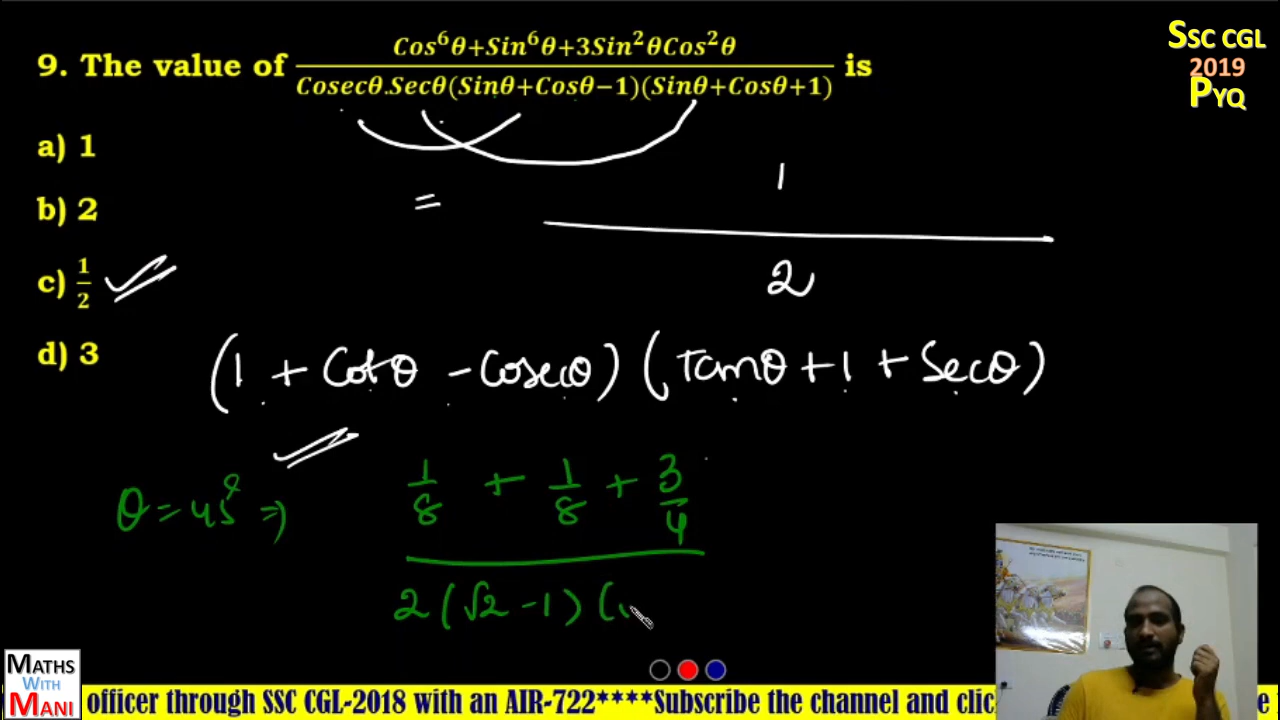 9. The value of (Cos⁶θ+Sin⁶θ+3Sin²θCos²θ)/(Cosecθ.Secθ(Sinθ+Cosθ−1)(Sinθ+Cosθ+1)) is
SSC CGL
2019
PYQ
a) 1
b) 2
c) 1/2
d) 3
= 1/2
(1 + Cotθ - Cosecθ) (Tanθ + 1 + Secθ)
θ = 45° ⇒ (1/8 + 1/8 + 3/4)/(2(√2 - 1)(
MATHS
WITH
MANI
officer through SSC CGL-2018 with an AIR-722****Subscribe the channel and clic